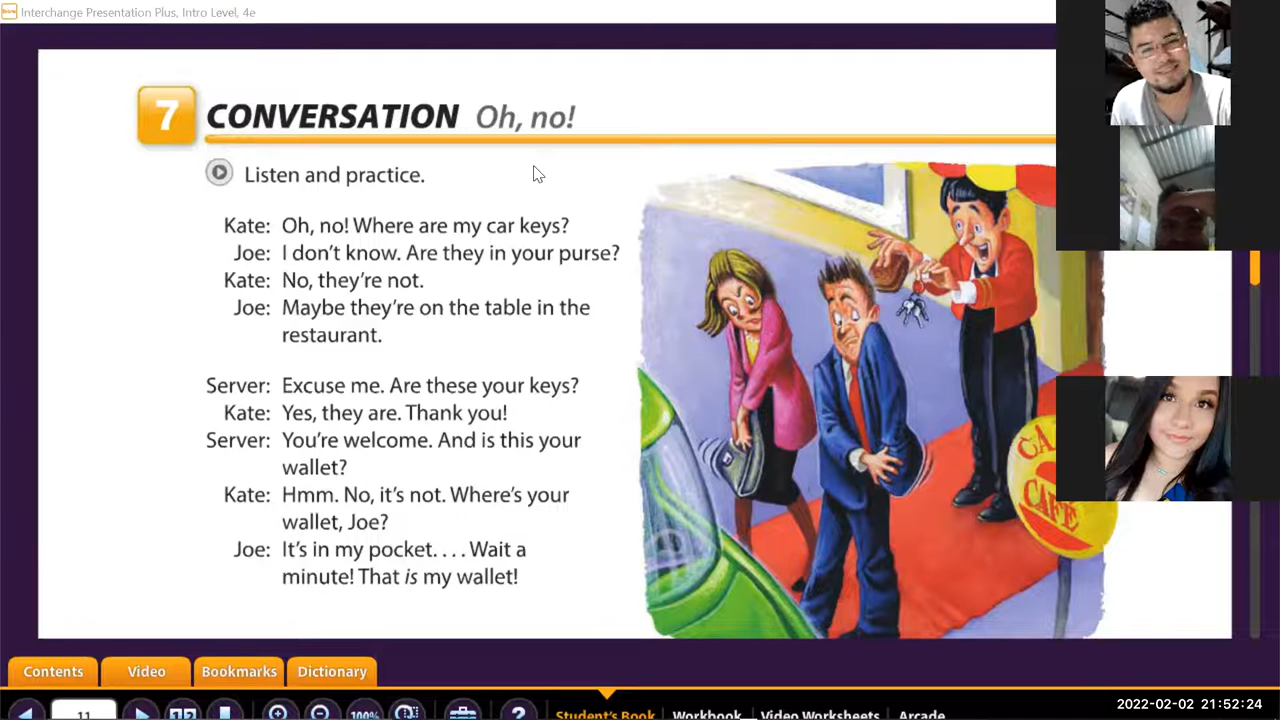 Interchange Presentation Plus, Intro Level, 4e
7 CONVERSATION Oh, no!
Listen and practice.
Kate: Oh, no! Where are my car keys?
Joe: I don't know. Are they in your purse?
Kate: No, they're not.
Joe: Maybe they're on the table in the
restaurant.
Server: Excuse me. Are these your keys?
Kate: Yes, they are. Thank you!
Server: You're welcome. And is this your
wallet?
Kate: Hmm. No, it's not. Where's your
wallet, Joe?
Joe: It's in my pocket. . . . Wait a
minute! That is my wallet!
CAFE
Contents Video Bookmarks Dictionary
11 100% ? Student's Book Workbook Video Worksheets Arcade
2022-02-02 21:52:24